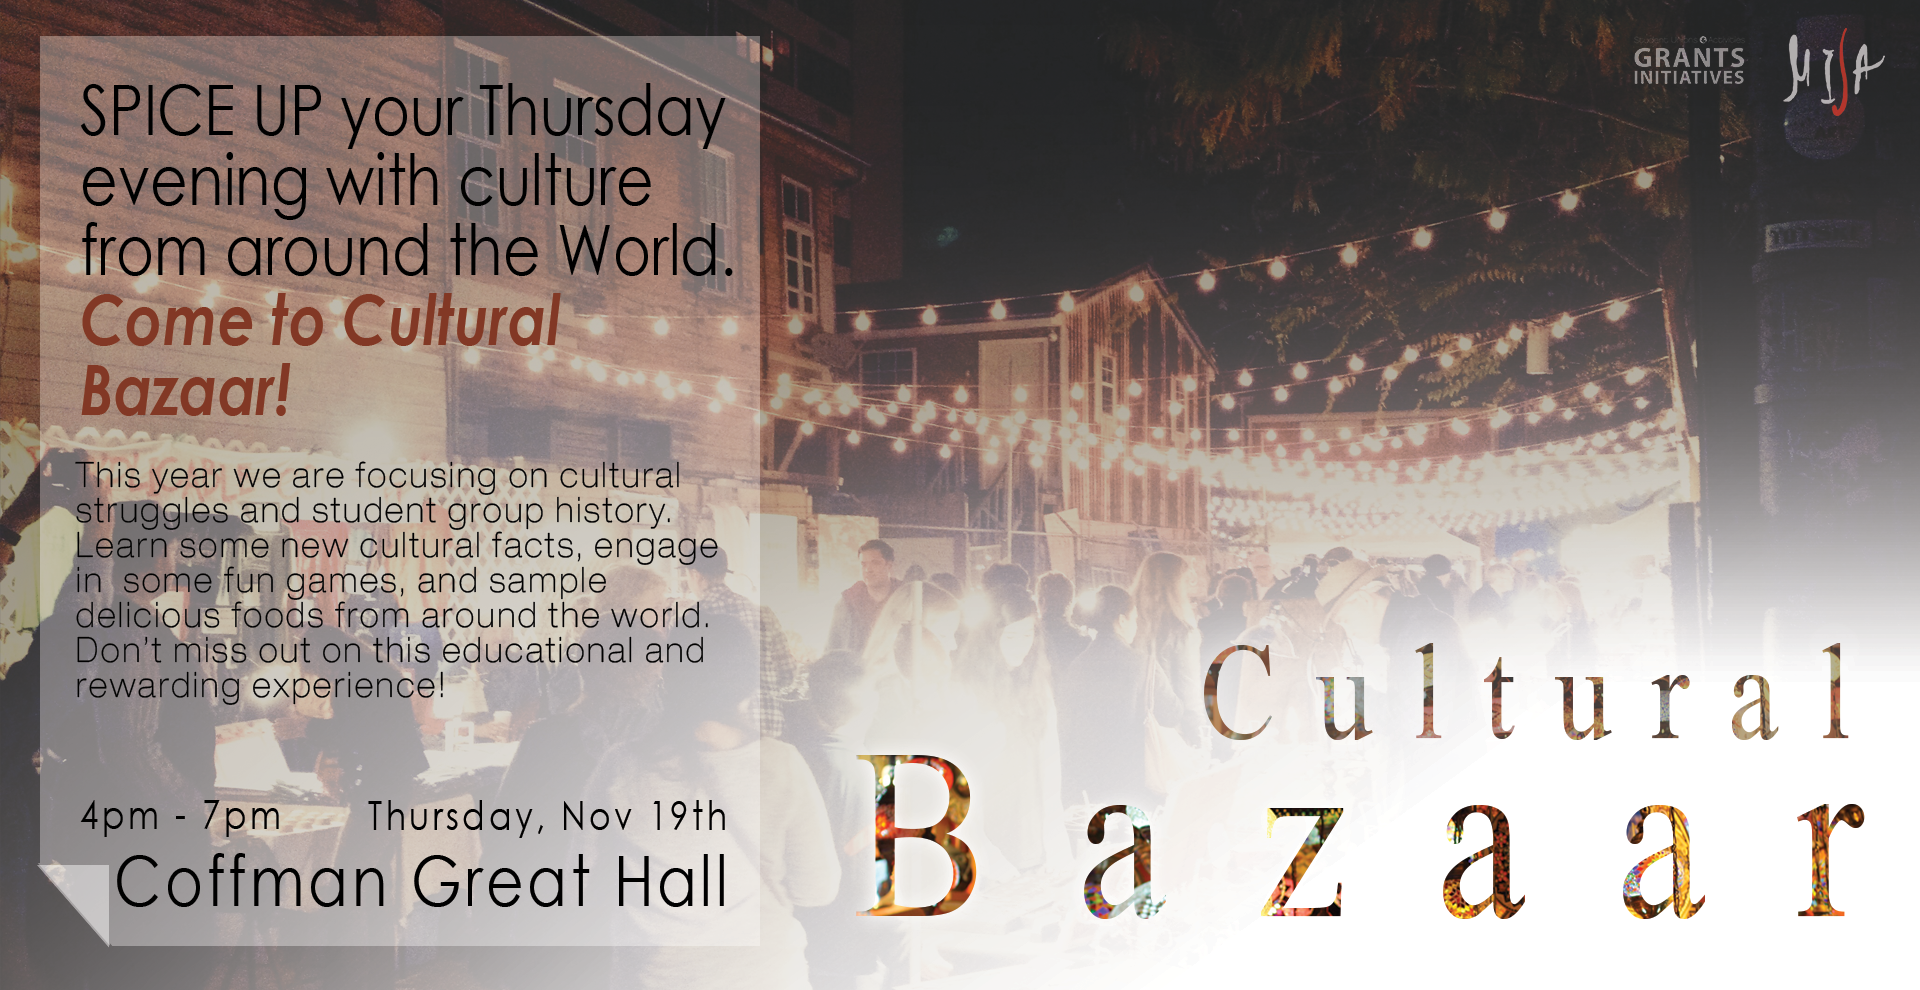 SPICE UP your Thursday
evening with culture
from around the World.
Come to Cultural
Bazaar!
This year we are focusing on cultural
struggles and student group history.
Learn some new cultural facts, engage
in  some fun games, and sample
delicious foods from around the world.
Don't miss out on this educational and
rewarding experience!
4pm - 7pm
Thursday, Nov 19th
Coffman Great Hall
GRANTS
INITIATIVES
MISA
Cultural
Bazaar